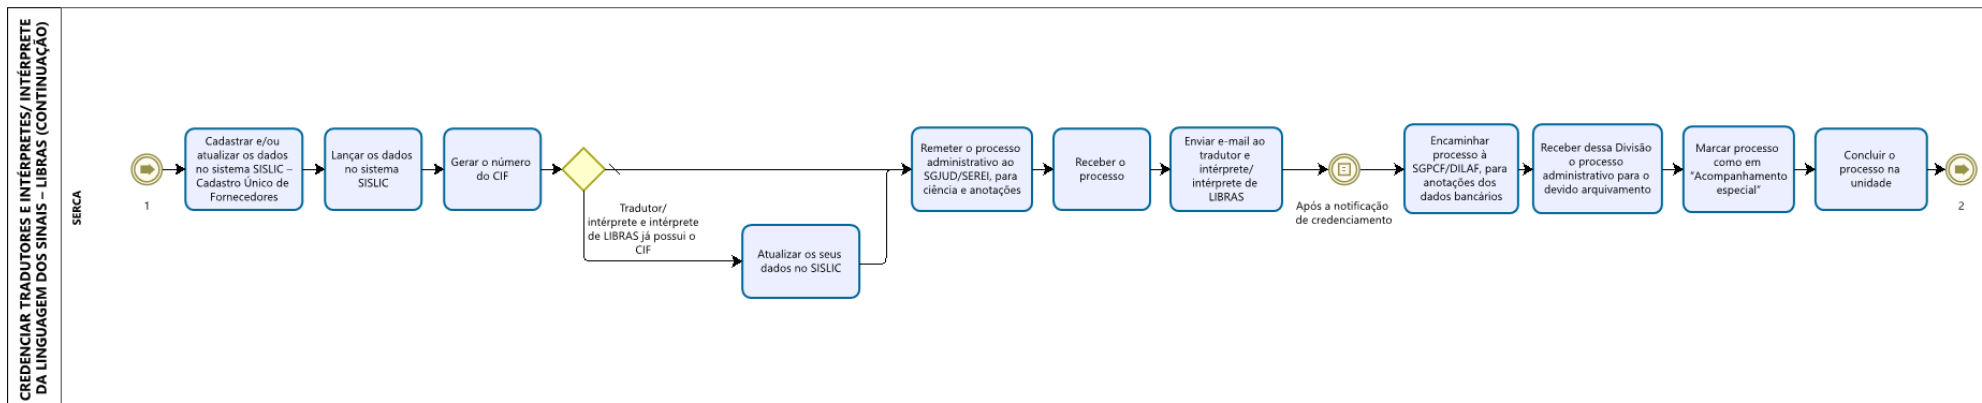 CREDENCIAR TRADUTORES E INTÉRPRETES/ INTÉRPRETE
DA LINGUAGEM DOS SINAIS – LIBRAS (CONTINUAÇÃO)
SERCA
1
Cadastrar e/ou
atualizar os dados
no sistema SISLIC –
Cadastro Único de
Fornecedores
Lançar os dados
no sistema
SISLIC
Gerar o número
do CIF
Tradutor/
intérprete e intérprete
de LIBRAS já possui o
CIF
Atualizar os seus
dados no SISLIC
Remeter o processo
administrativo ao
SGJUD/SEREI, para
ciência e anotações
Receber o
processo
Enviar e-mail ao
tradutor e
intérprete/
intérprete de
LIBRAS
Após a notificação
de credenciamento
Encaminhar
processo à
SGPCF/DILAF, para
anotações dos
dados bancários
Receber dessa Divisão
o processo
administrativo para o
devido arquivamento
Marcar processo
como em
“Acompanhamento
especial”
Concluir o
processo na
unidade
2